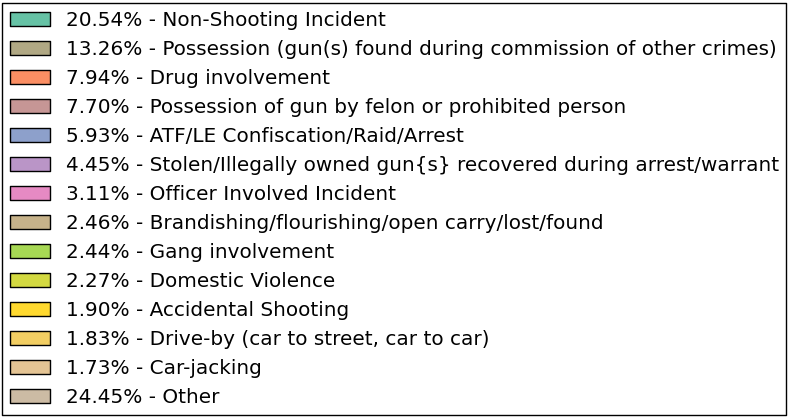 20.54% - Non-Shooting Incident
13.26% - Possession (gun(s) found during commission of other crimes)
7.94% - Drug involvement
7.70% - Possession of gun by felon or prohibited person
5.93% - ATF/LE Confiscation/Raid/Arrest
4.45% - Stolen/Illegally owned gun{s} recovered during arrest/warrant
3.11% - Officer Involved Incident
2.46% - Brandishing/flourishing/open carry/lost/found
2.44% - Gang involvement
2.27% - Domestic Violence
1.90% - Accidental Shooting
1.83% - Drive-by (car to street, car to car)
1.73% - Car-jacking
24.45% - Other